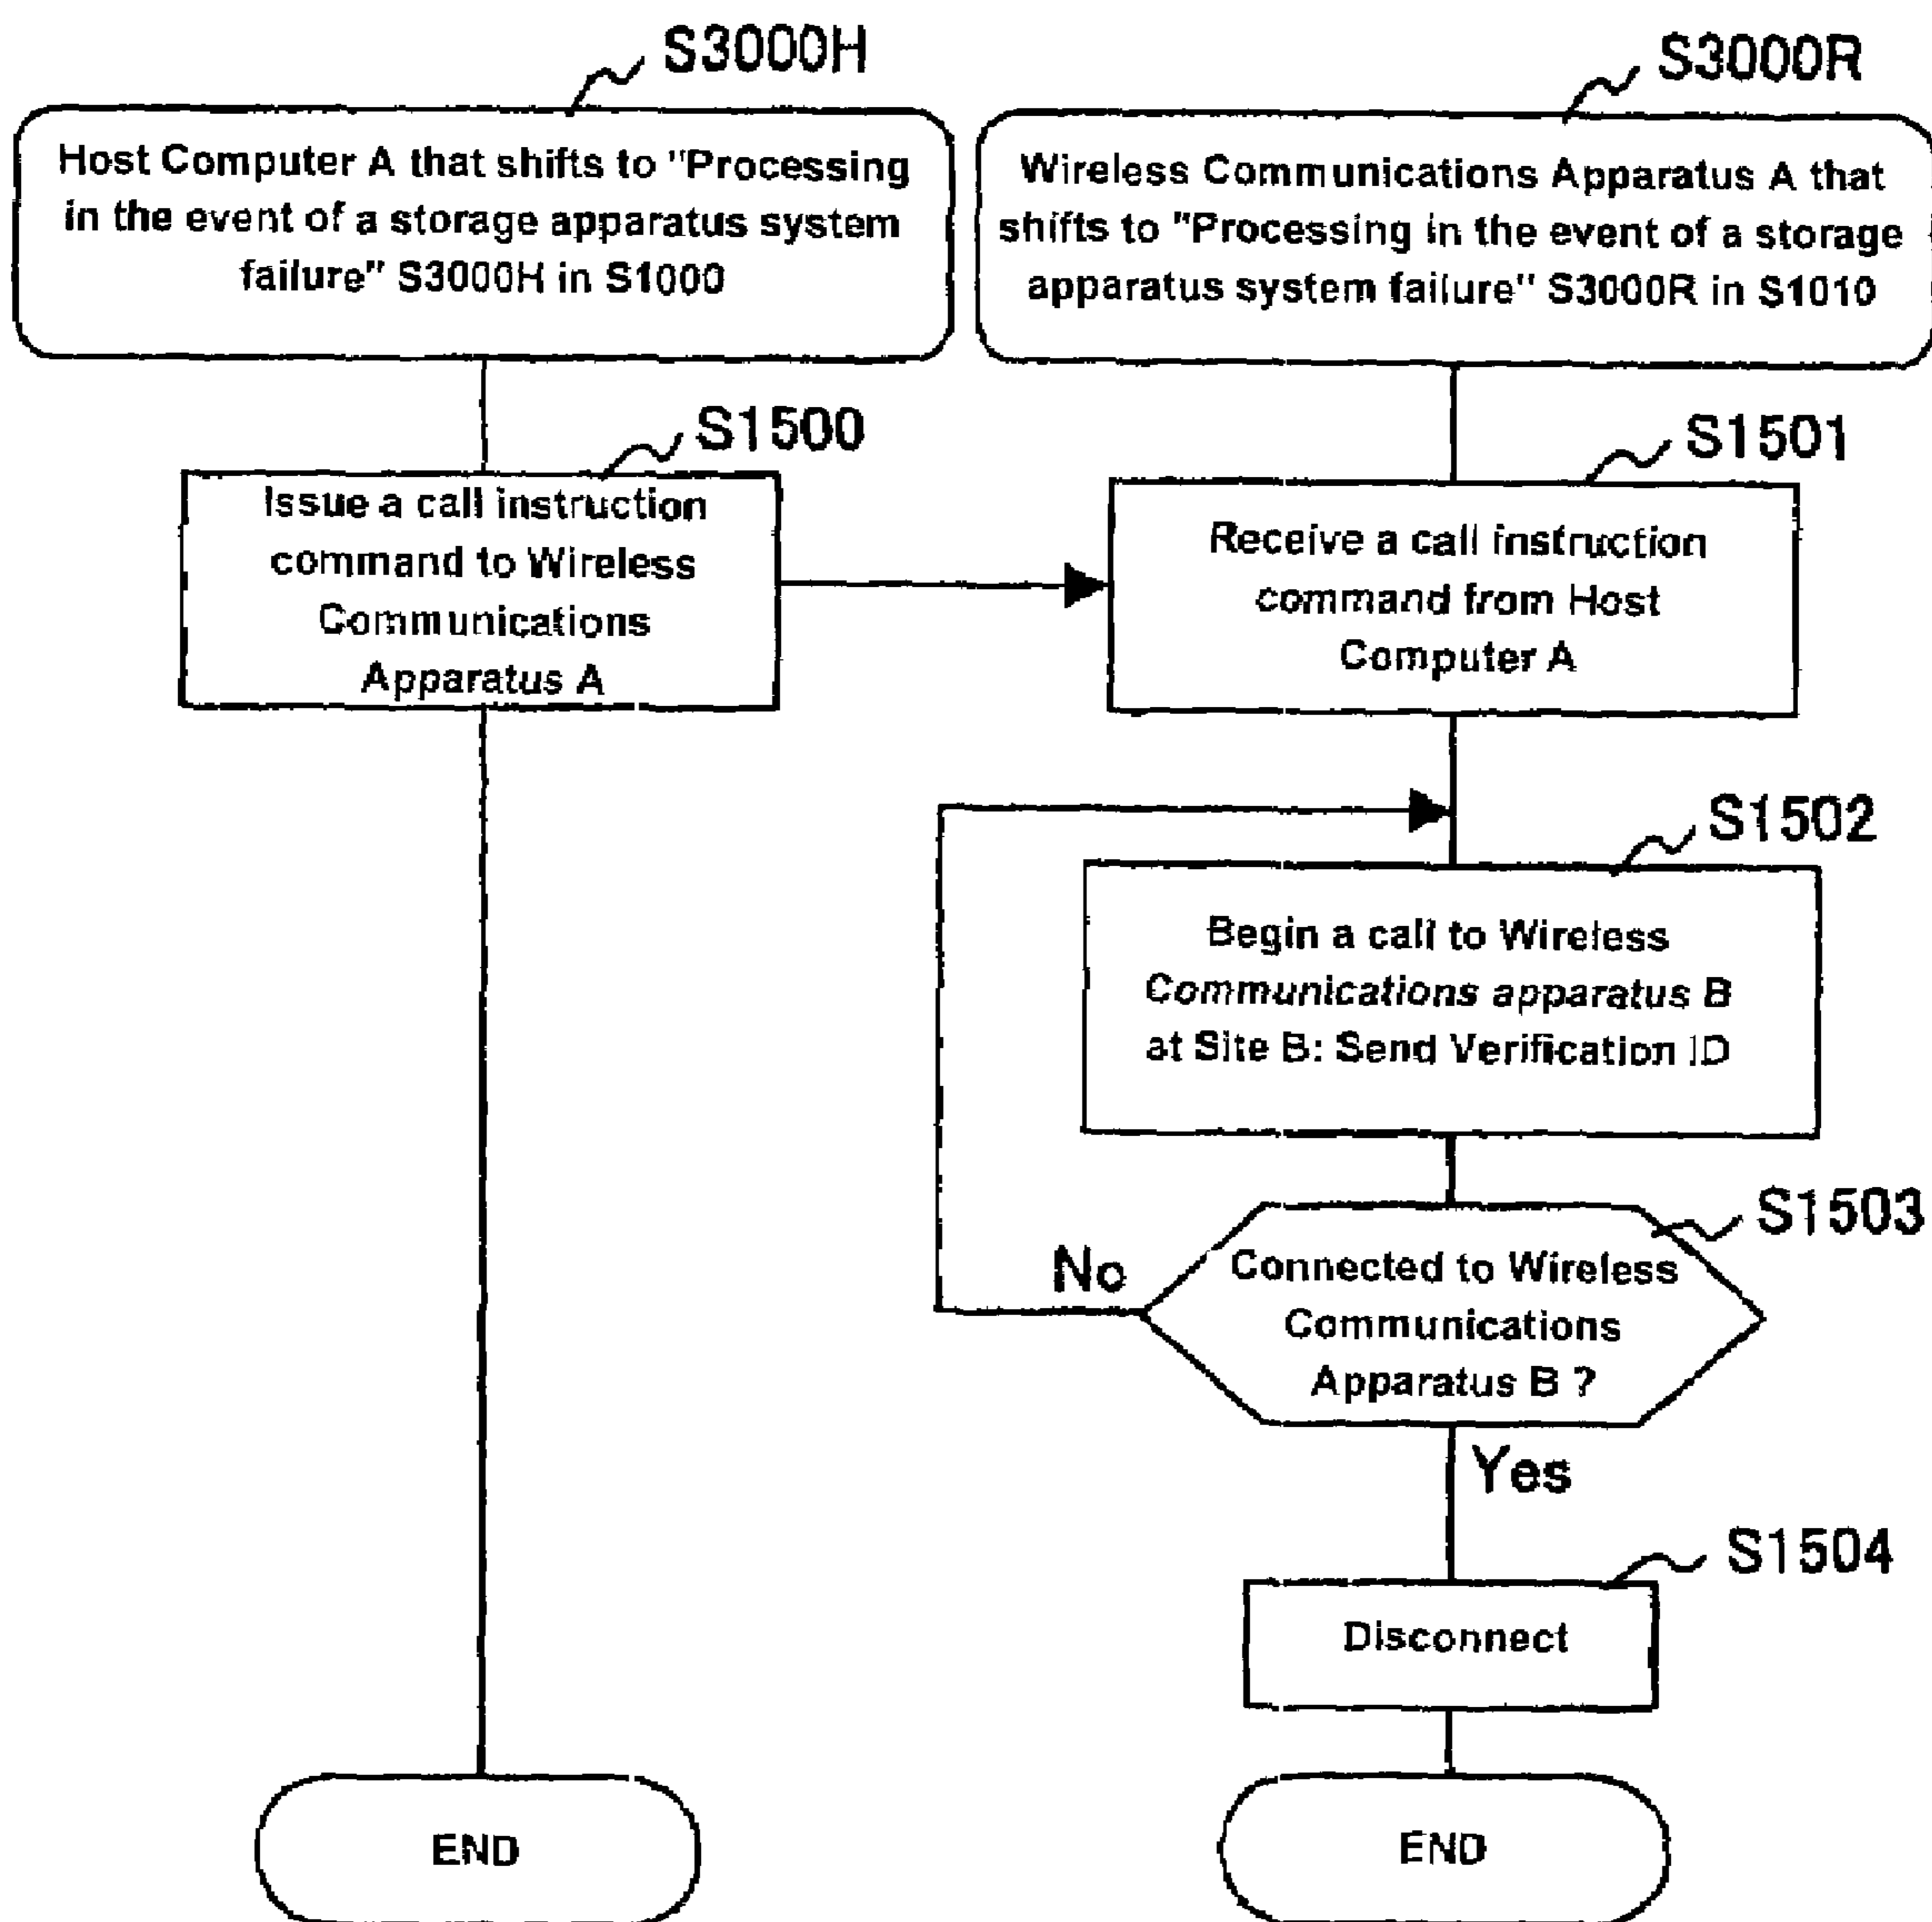 S3000H
Host Computer A that shifts to "Processing
in the event of a storage apparatus system
failure" S3000H in S1000
S3000R
Wireless Communications Apparatus A that
shifts to "Processing in the event of a storage
apparatus system failure" S3000R in S1010
S1500
Issue a call instruction
command to Wireless
Communications
Apparatus A
S1501
Receive a call instruction
command from Host
Computer A
S1502
Begin a call to Wireless
Communications apparatus B
at Site B: Send Verification ID
S1503
Connected to Wireless
Communications
Apparatus B ?
No
Yes
S1504
Disconnect
END
END